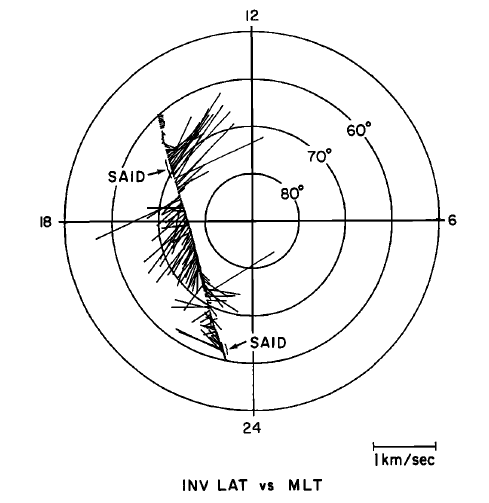 12
60°
70°
SAID
80°
18
6
SAID
24
1km/sec
INV LAT vs MLT